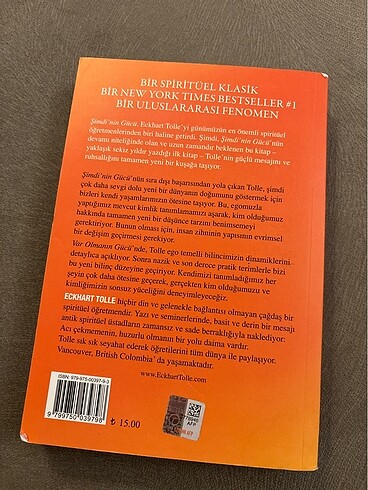 BİR SPİRİTÜEL KLASİK
BİR NEW YORK TIMES BESTSELLER #1
BİR ULUSLARARASI FENOMEN
Şimdi'nin Gücü, Eckhart Tolle'yi günümüzün en önemli spiritüel
öğretmenlerinden biri haline getirdi. Şimdi, Şimdi'nin Gücü'nün
devamı niteliğinde olan ve uzun zamandır beklenen bu kitap –
yaklaşık sekiz yıldır yazdığı ilk kitap – Tolle'nin güçlü mesajını ve
ruhsallığını tamamen yeni bir kuşağa taşıyor.
Şimdi'nin Gücü'nün sıra dışı başarısından yola çıkan Tolle, şimdi
çok daha sevgi dolu yeni bir dünyanın doğumunu göstermek için
bizleri kendi yaşamlarımızın ötesine taşıyor. Bu, egomuzla
yaptığımız mevcut kimlik tanımlamamızı aşarak, kim olduğumuz
hakkında tamamen yeni bir düşünce tarzını benimsemeyi
gerektiriyor. Bunun olması için, insan zihninin yapısının evrimsel
bir değişim geçirmesi gerekiyor.
Var Olmanın Gücü'nde, Tolle ego temelli bilincimizin dinamiklerini
detaylıca açıklıyor. Sonra nazik ve son derece pratik terimlerle bizi
bu yeni bilinç düzeyine geçiriyor. Kendimizi tanımladığımız her
şeyin çok daha ötesine geçerek, gerçekten kim olduğumuzu ve
kimliğimizin sonsuz yüceliğini deneyimleyeceğiz.
ECKHART TOLLE hiçbir din ve gelenekle bağlantısı olmayan çağdaş bir
spiritüel öğretmendir. Yazı ve seminerlerinde, basit ve derin bir mesajı
antik spiritüel üstadların zamansız ve sade berraklığıyla naklediyor:
Acı çekmemenin, huzurlu olmanın bir yolu daima vardır.
Tolle sık sık seyahat ederek öğretilerini tüm dünya ile paylaşıyor.
Vancouver, British Colombia'da yaşamaktadır.
www.EckhartTolle.com
ISBN: 979-975-00397-9-3
9 799750 039798
₺ 15.00
AFP